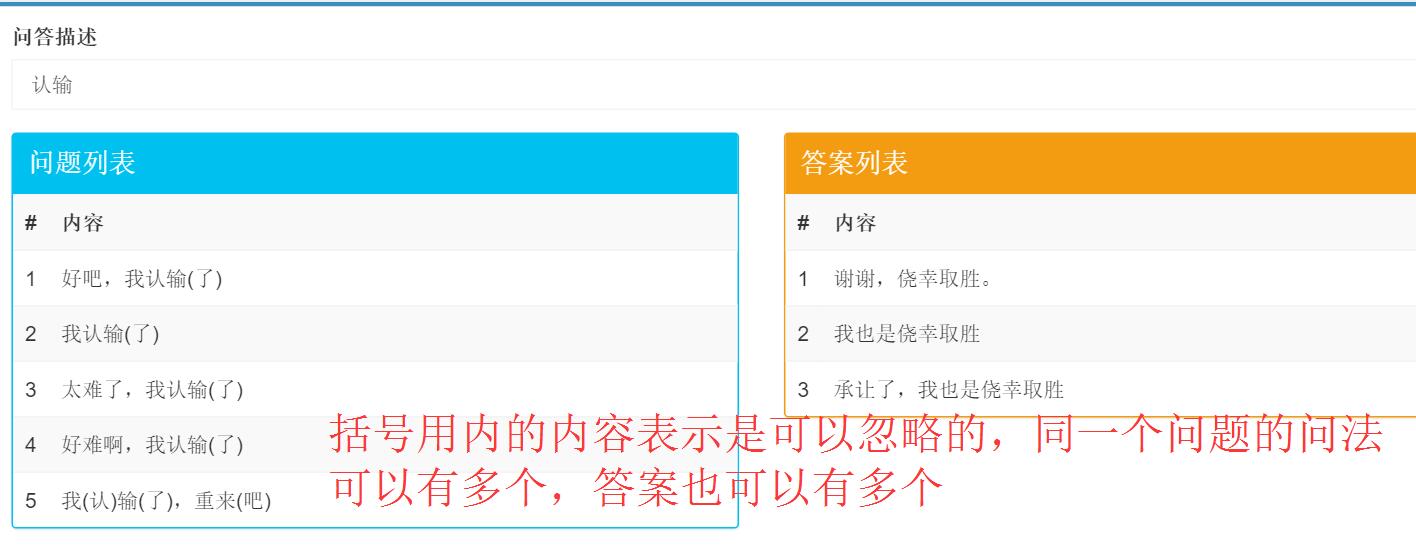 问答描述
认输
问题列表
# 内容
1 好吧，我认输(了)
2 我认输(了)
3 太难了，我认输(了)
4 好难啊，我认输(了)
5 我(认)输(了)，重来(吧)
答案列表
# 内容
1 谢谢，侥幸取胜。
2 我也是侥幸取胜
3 承让了，我也是侥幸取胜
括号用内的内容表示是可以忽略的，同一个问题的问法
可以有多个，答案也可以有多个